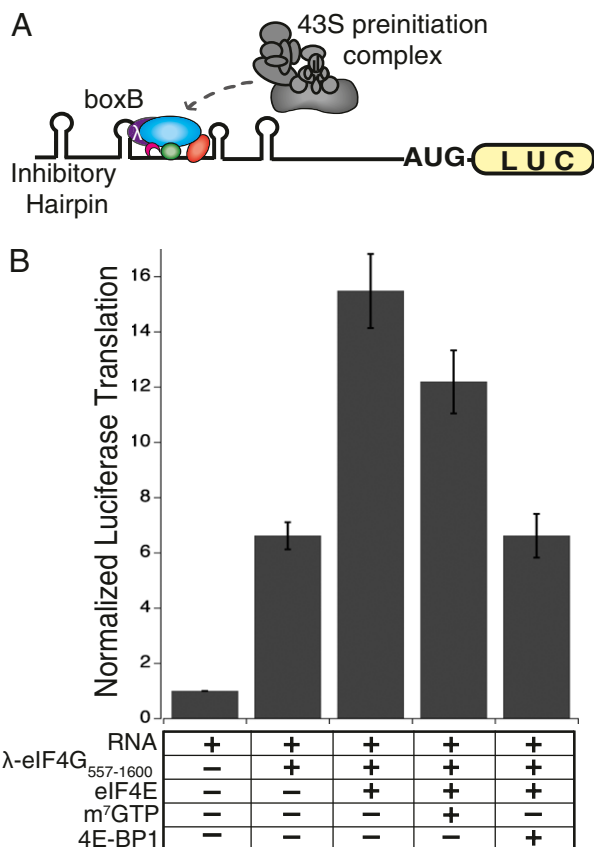 A
43S preinitiation
complex
boxB
λ
Inhibitory
Hairpin
AUG
LUC
B
Normalized Luciferase Translation
16
14
12
10
8
6
4
2
0
RNA + + + + +
λ-eIF4G557-1600 − + + + +
eIF4E − − + + +
m⁷GTP − − − + −
4E-BP1 − − − − +